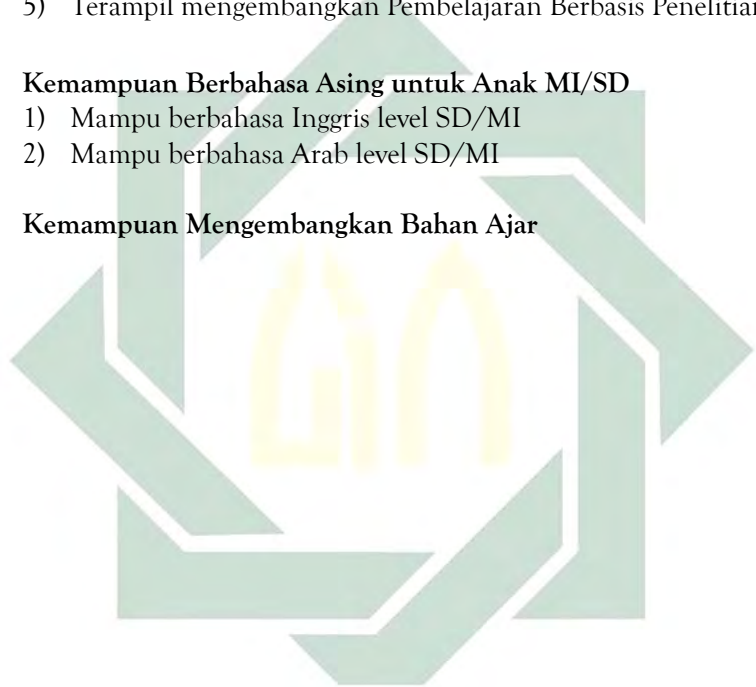 5) Terampil mengembangkan Pembelajaran Berbasis Penelitian
Kemampuan Berbahasa Asing untuk Anak MI/SD
1) Mampu berbahasa Inggris level SD/MI
2) Mampu berbahasa Arab level SD/MI
Kemampuan Mengembangkan Bahan Ajar